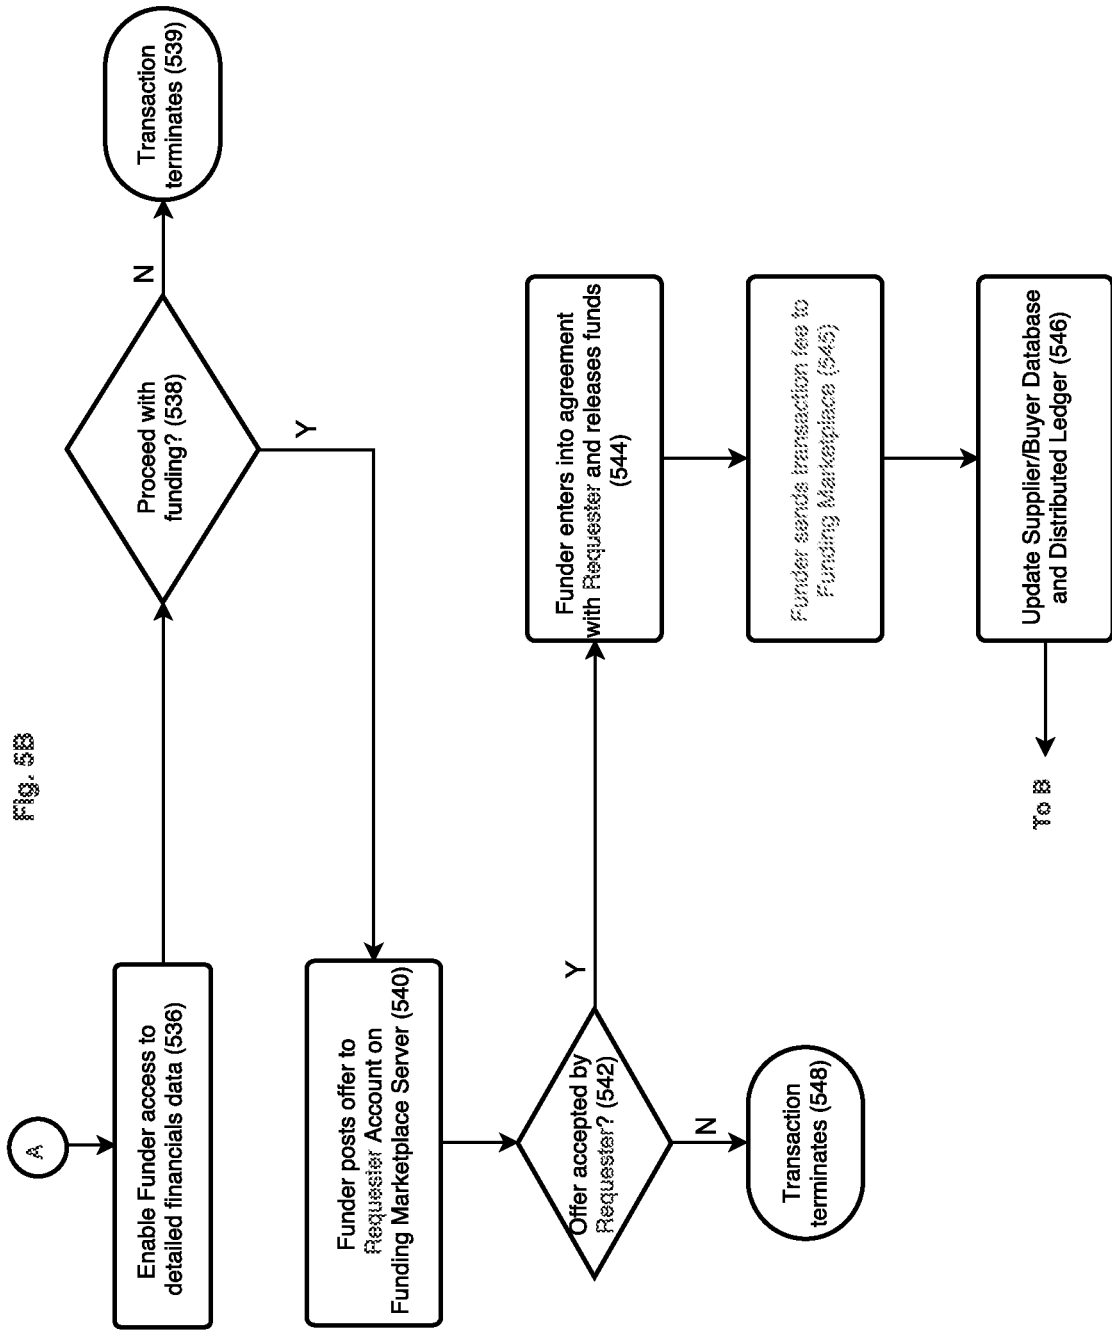 Fig. 5B
A
Enable Funder access to
detailed financials data (536)
Proceed with
funding? (538)
N
Transaction
terminates (539)
Y
Funder posts offer to
Requester Account on
Funding Marketplace Server (540)
Offer accepted by
Requester? (542)
N
Transaction
terminates (548)
Y
Funder enters into agreement
with Requester and releases funds
(544)
Funder sends transaction fee to
Funding Marketplace (545)
Update Supplier/Buyer Database
and Distributed Ledger (546)
To B